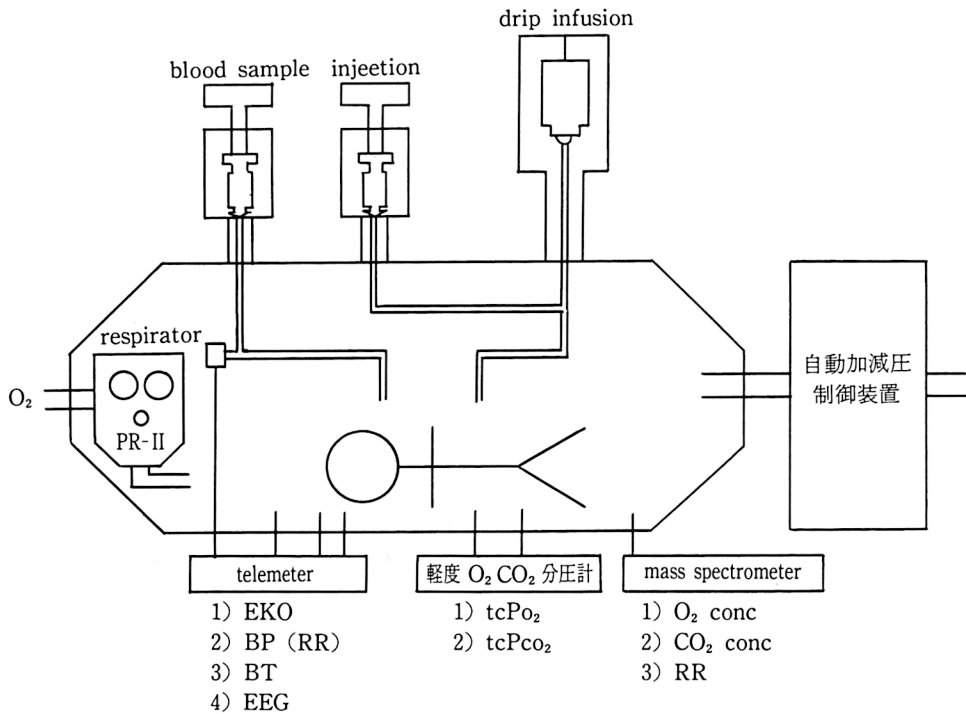 drip infusion
blood sample
injeetion
respirator
O₂
PR-II
自動加減圧
制御装置
telemeter
1) EKO
2) BP (RR)
3) BT
4) EEG
軽度 O₂ CO₂ 分圧計
1) tcPo₂
2) tcPco₂
mass spectrometer
1) O₂ conc
2) CO₂ conc
3) RR